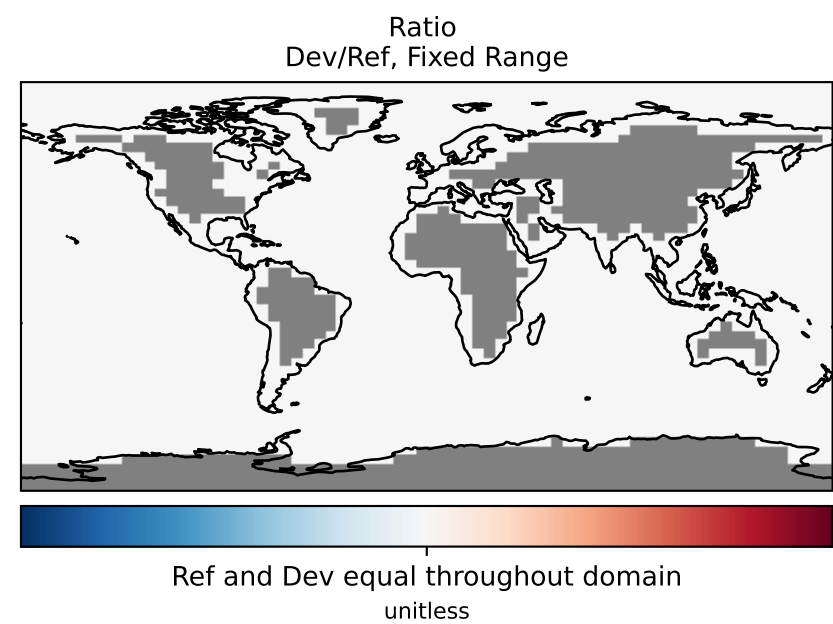 Ratio
Dev/Ref, Fixed Range
Ref and Dev equal throughout domain
unitless